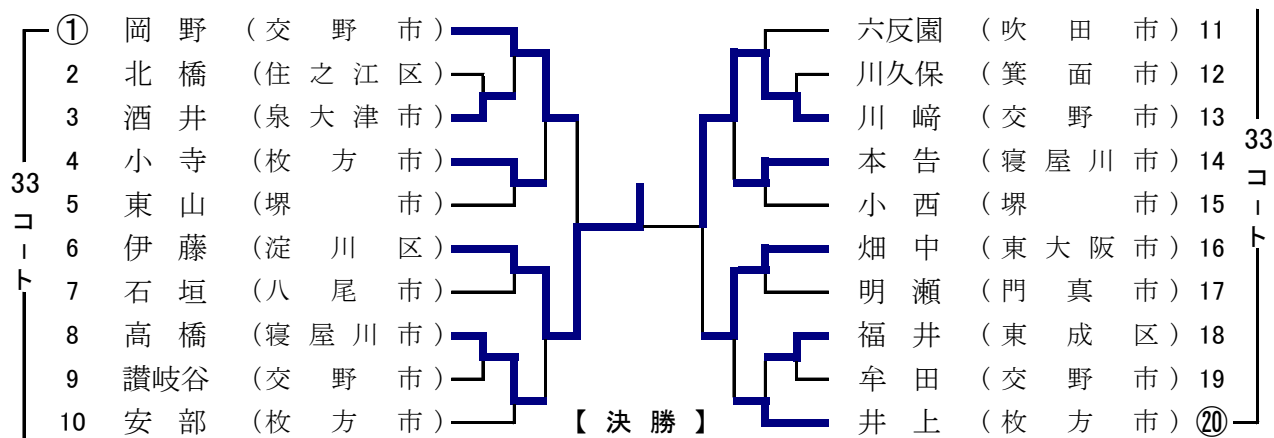 ① 岡野 (交野市)
2 北橋 (住之江区)
3 酒井 (泉大津市)
4 小寺 (枚方市)
5 東山 (堺市)
6 伊藤 (淀川区)
7 石垣 (八尾市)
8 高橋 (寝屋川市)
9 讃岐谷 (交野市)
10 安部 (枚方市)
33コート
【決勝】
六反園 (吹田市) 11
川久保 (箕面市) 12
川﨑 (交野市) 13
本告 (寝屋川市) 14
小西 (堺市) 15
畑中 (東大阪市) 16
明瀬 (門真市) 17
福井 (東成区) 18
牟田 (交野市) 19
井上 (枚方市) ⑳
33コート